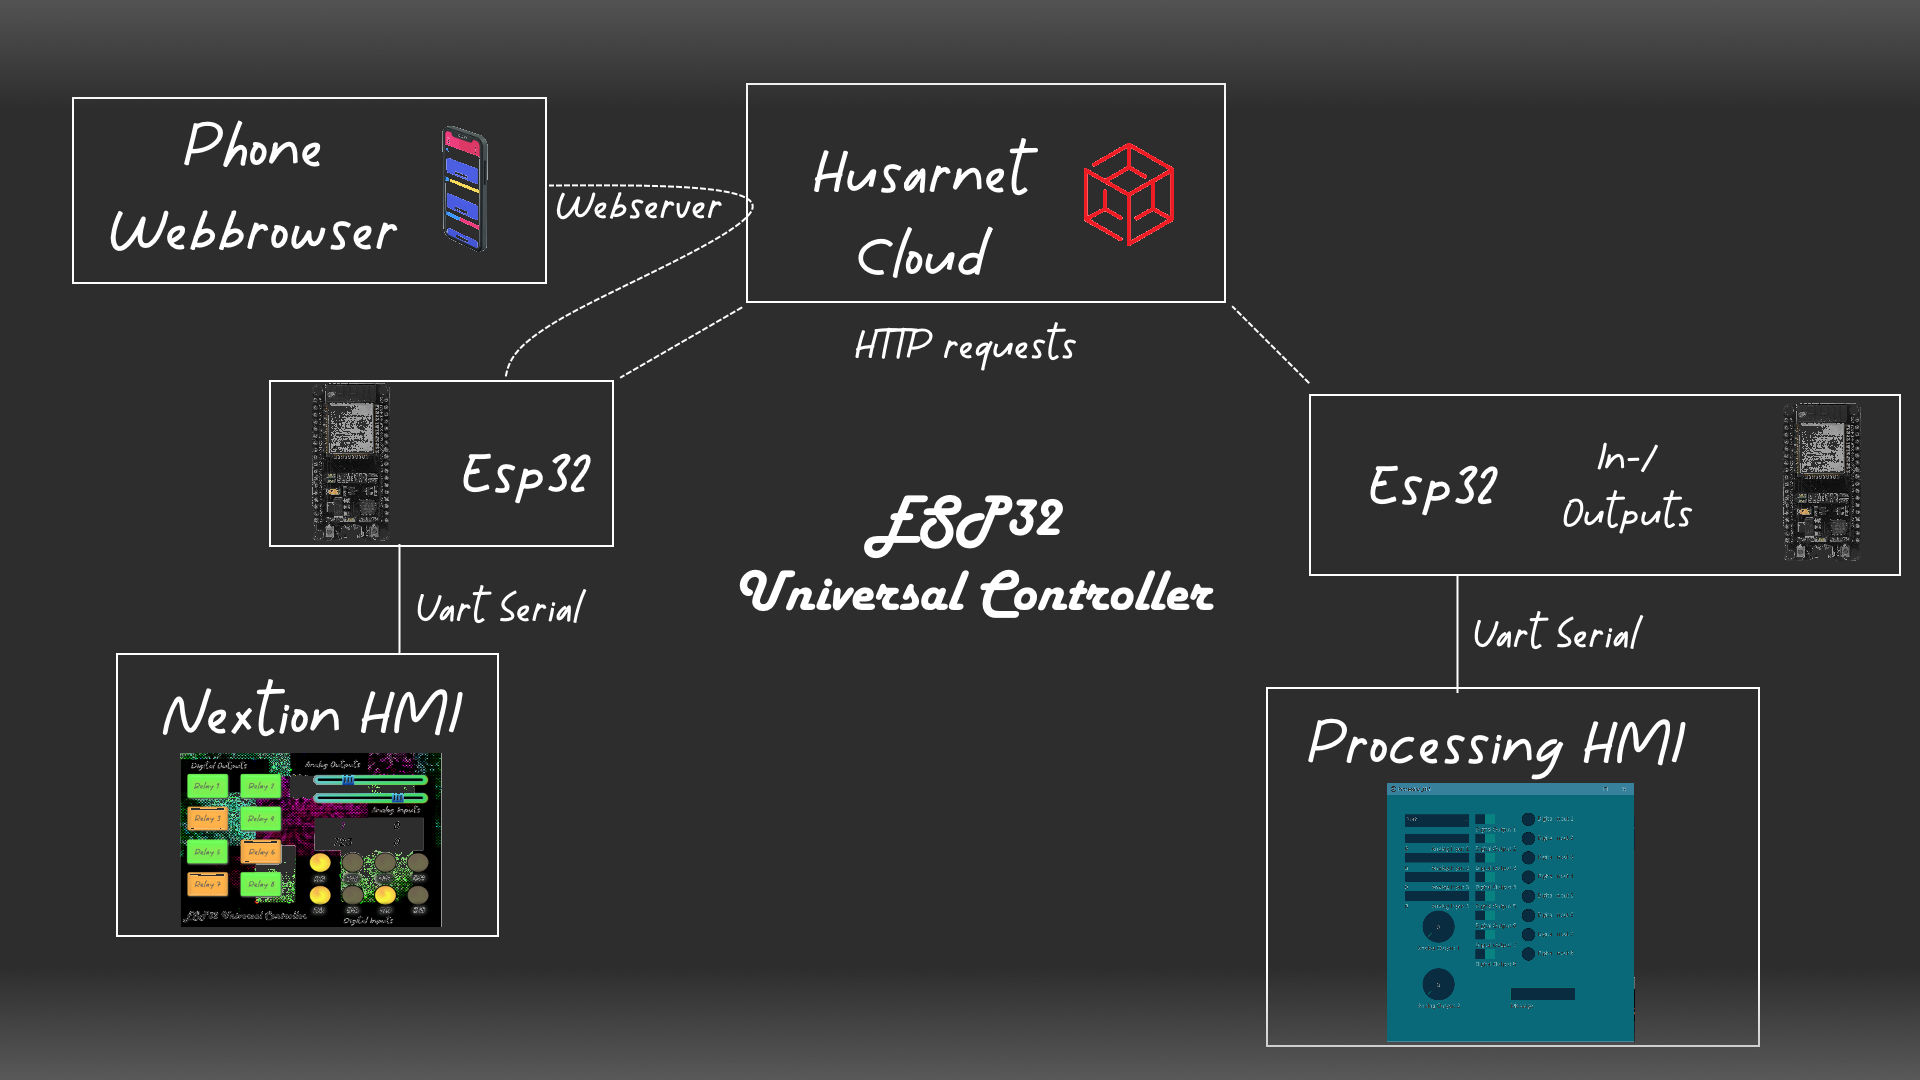 Phone
Webbrowser
Webserver
Husarnet
Cloud
HTTP requests
Esp32
Esp32
In-/
Outputs
ESP32
Universal Controller
Uart Serial
Uart Serial
Nextion HMI
Digital Outputs
Analog Outputs
Relay 1
Relay 2
Analog Inputs
Relay 3
Relay 4
Relay 5
Relay 6
Relay 7
Relay 8
ESP32 Universal Controller
Digital Inputs
Processing HMI